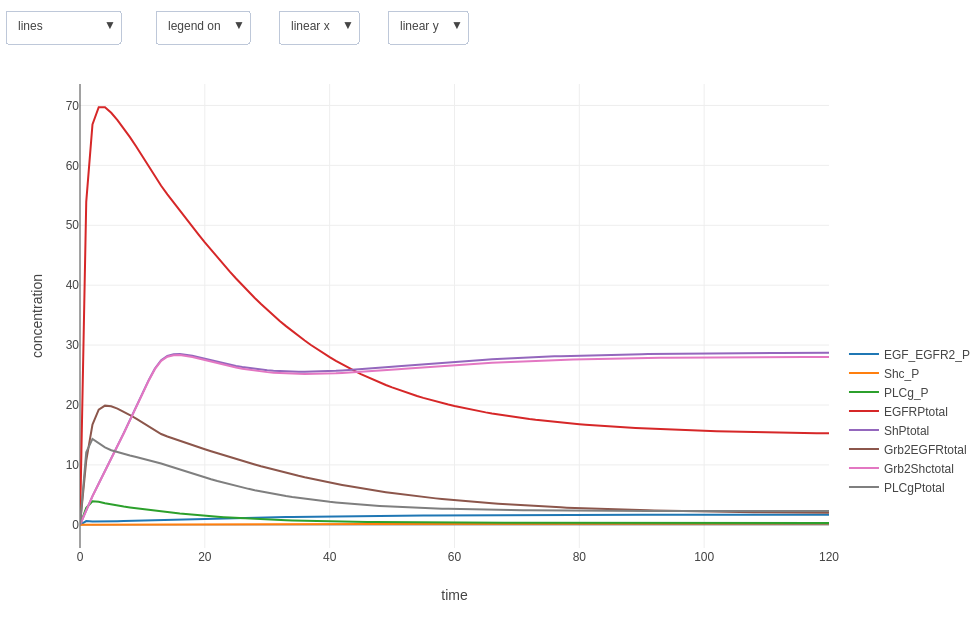 lines ▼ legend on ▼ linear x ▼ linear y ▼
70
60
50
40
30
20
10
0
concentration
0 20 40 60 80 100 120
time
EGF_EGFR2_P
Shc_P
PLCg_P
EGFRPtotal
ShPtotal
Grb2EGFRtotal
Grb2Shctotal
PLCgPtotal